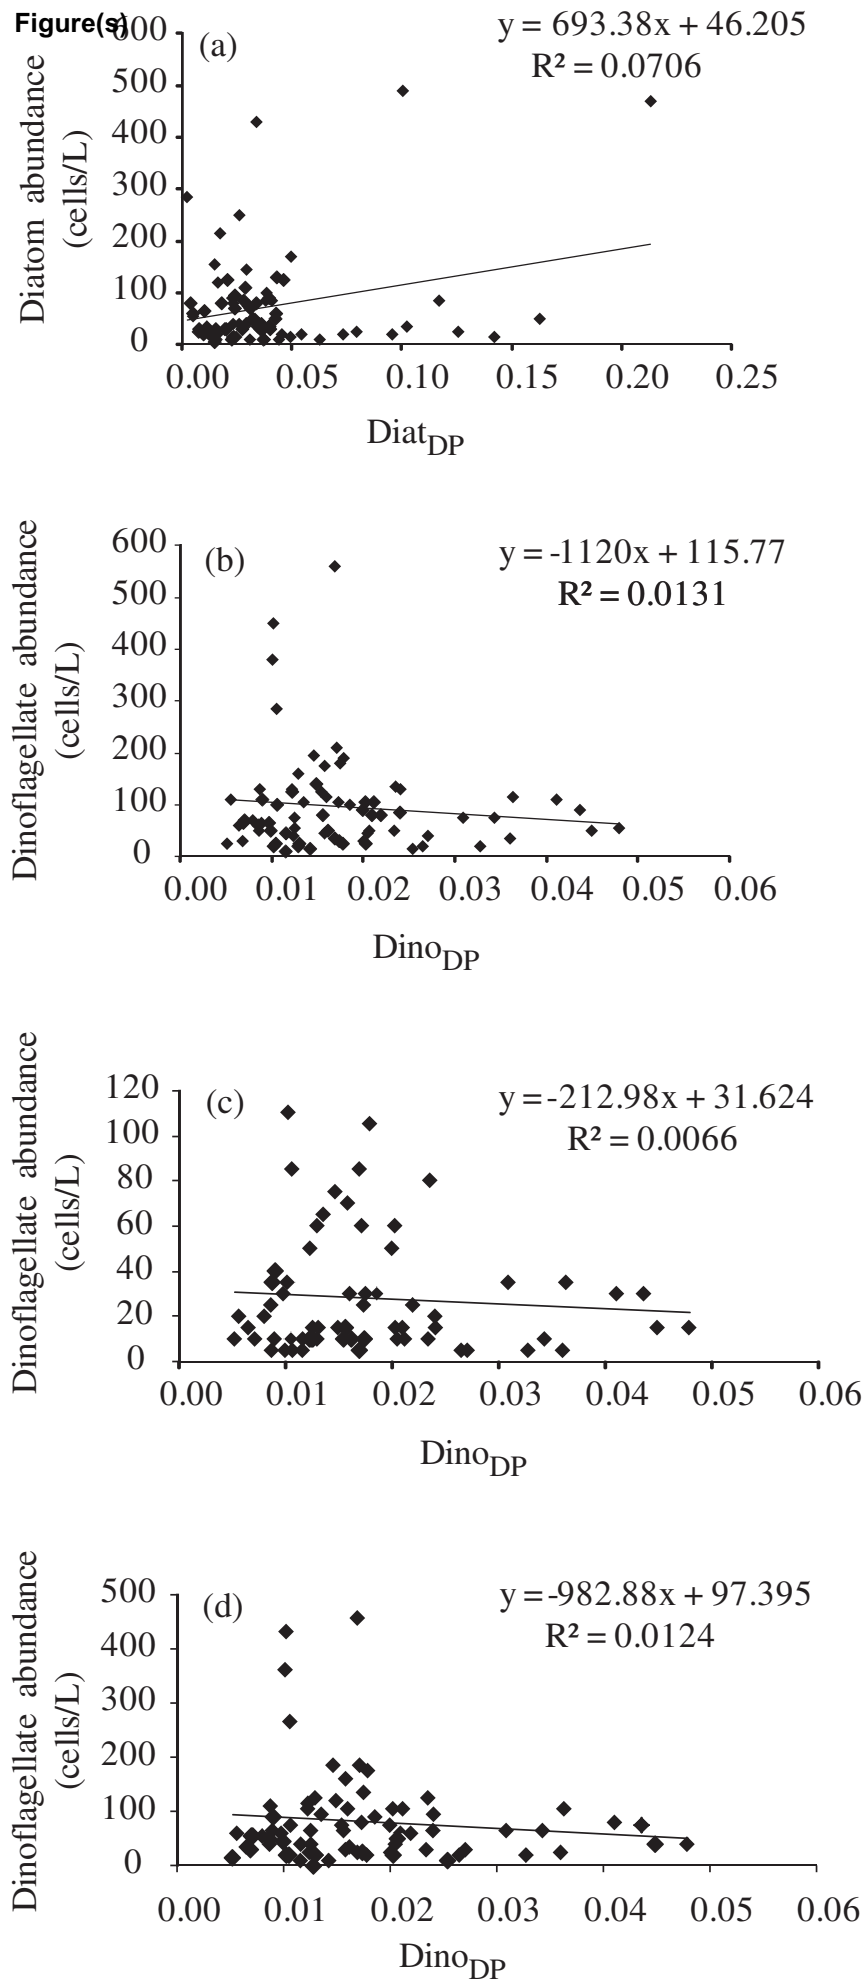 Figure(s)
(a)
y = 693.38x + 46.205
R² = 0.0706
Diatom abundance
(cells/L)
600
500
400
300
200
100
0
0.00 0.05 0.10 0.15 0.20 0.25
DiatDP
(b)
y = -1120x + 115.77
R² = 0.0131
Dinoflagellate abundance
(cells/L)
600
500
400
300
200
100
0
0.00 0.01 0.02 0.03 0.04 0.05 0.06
DinoDP
(c)
y = -212.98x + 31.624
R² = 0.0066
Dinoflagellate abundance
(cells/L)
120
100
80
60
40
20
0
0.00 0.01 0.02 0.03 0.04 0.05 0.06
DinoDP
(d)
y = -982.88x + 97.395
R² = 0.0124
Dinoflagellate abundance
(cells/L)
500
400
300
200
100
0
0.00 0.01 0.02 0.03 0.04 0.05 0.06
DinoDP